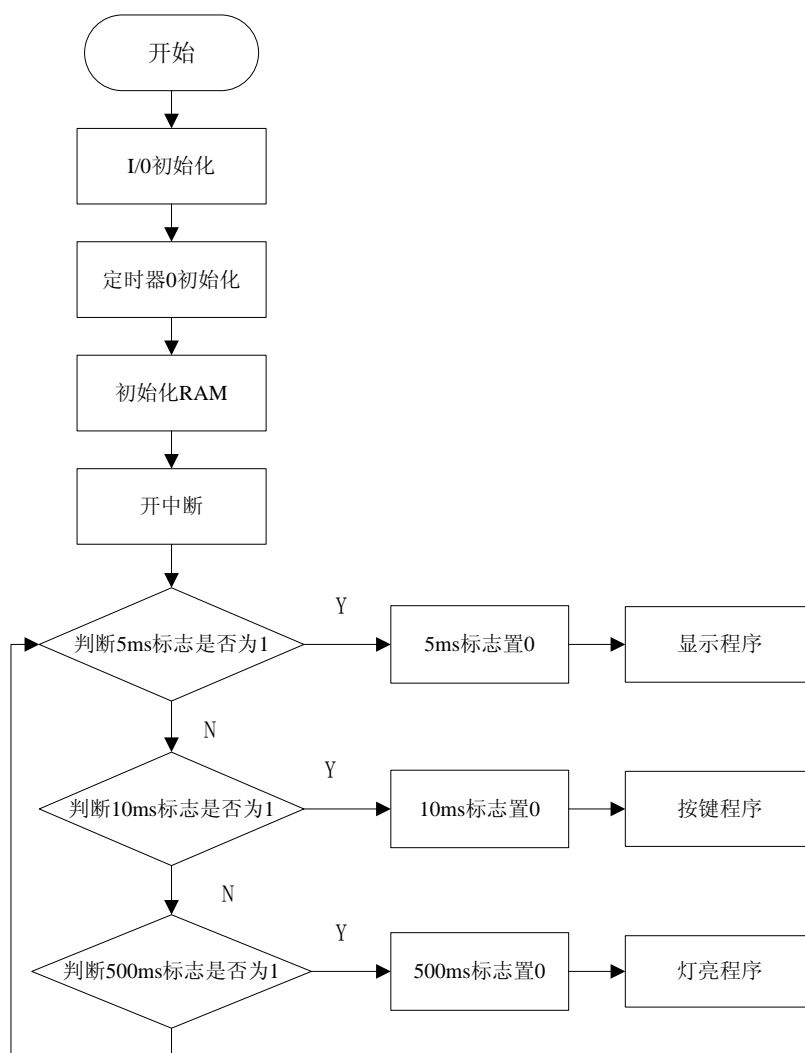 开始
I/0初始化
定时器0初始化
初始化RAM
开中断
判断5ms标志是否为1
Y
5ms标志置0
显示程序
N
判断10ms标志是否为1
Y
10ms标志置0
按键程序
N
判断500ms标志是否为1
Y
500ms标志置0
灯亮程序